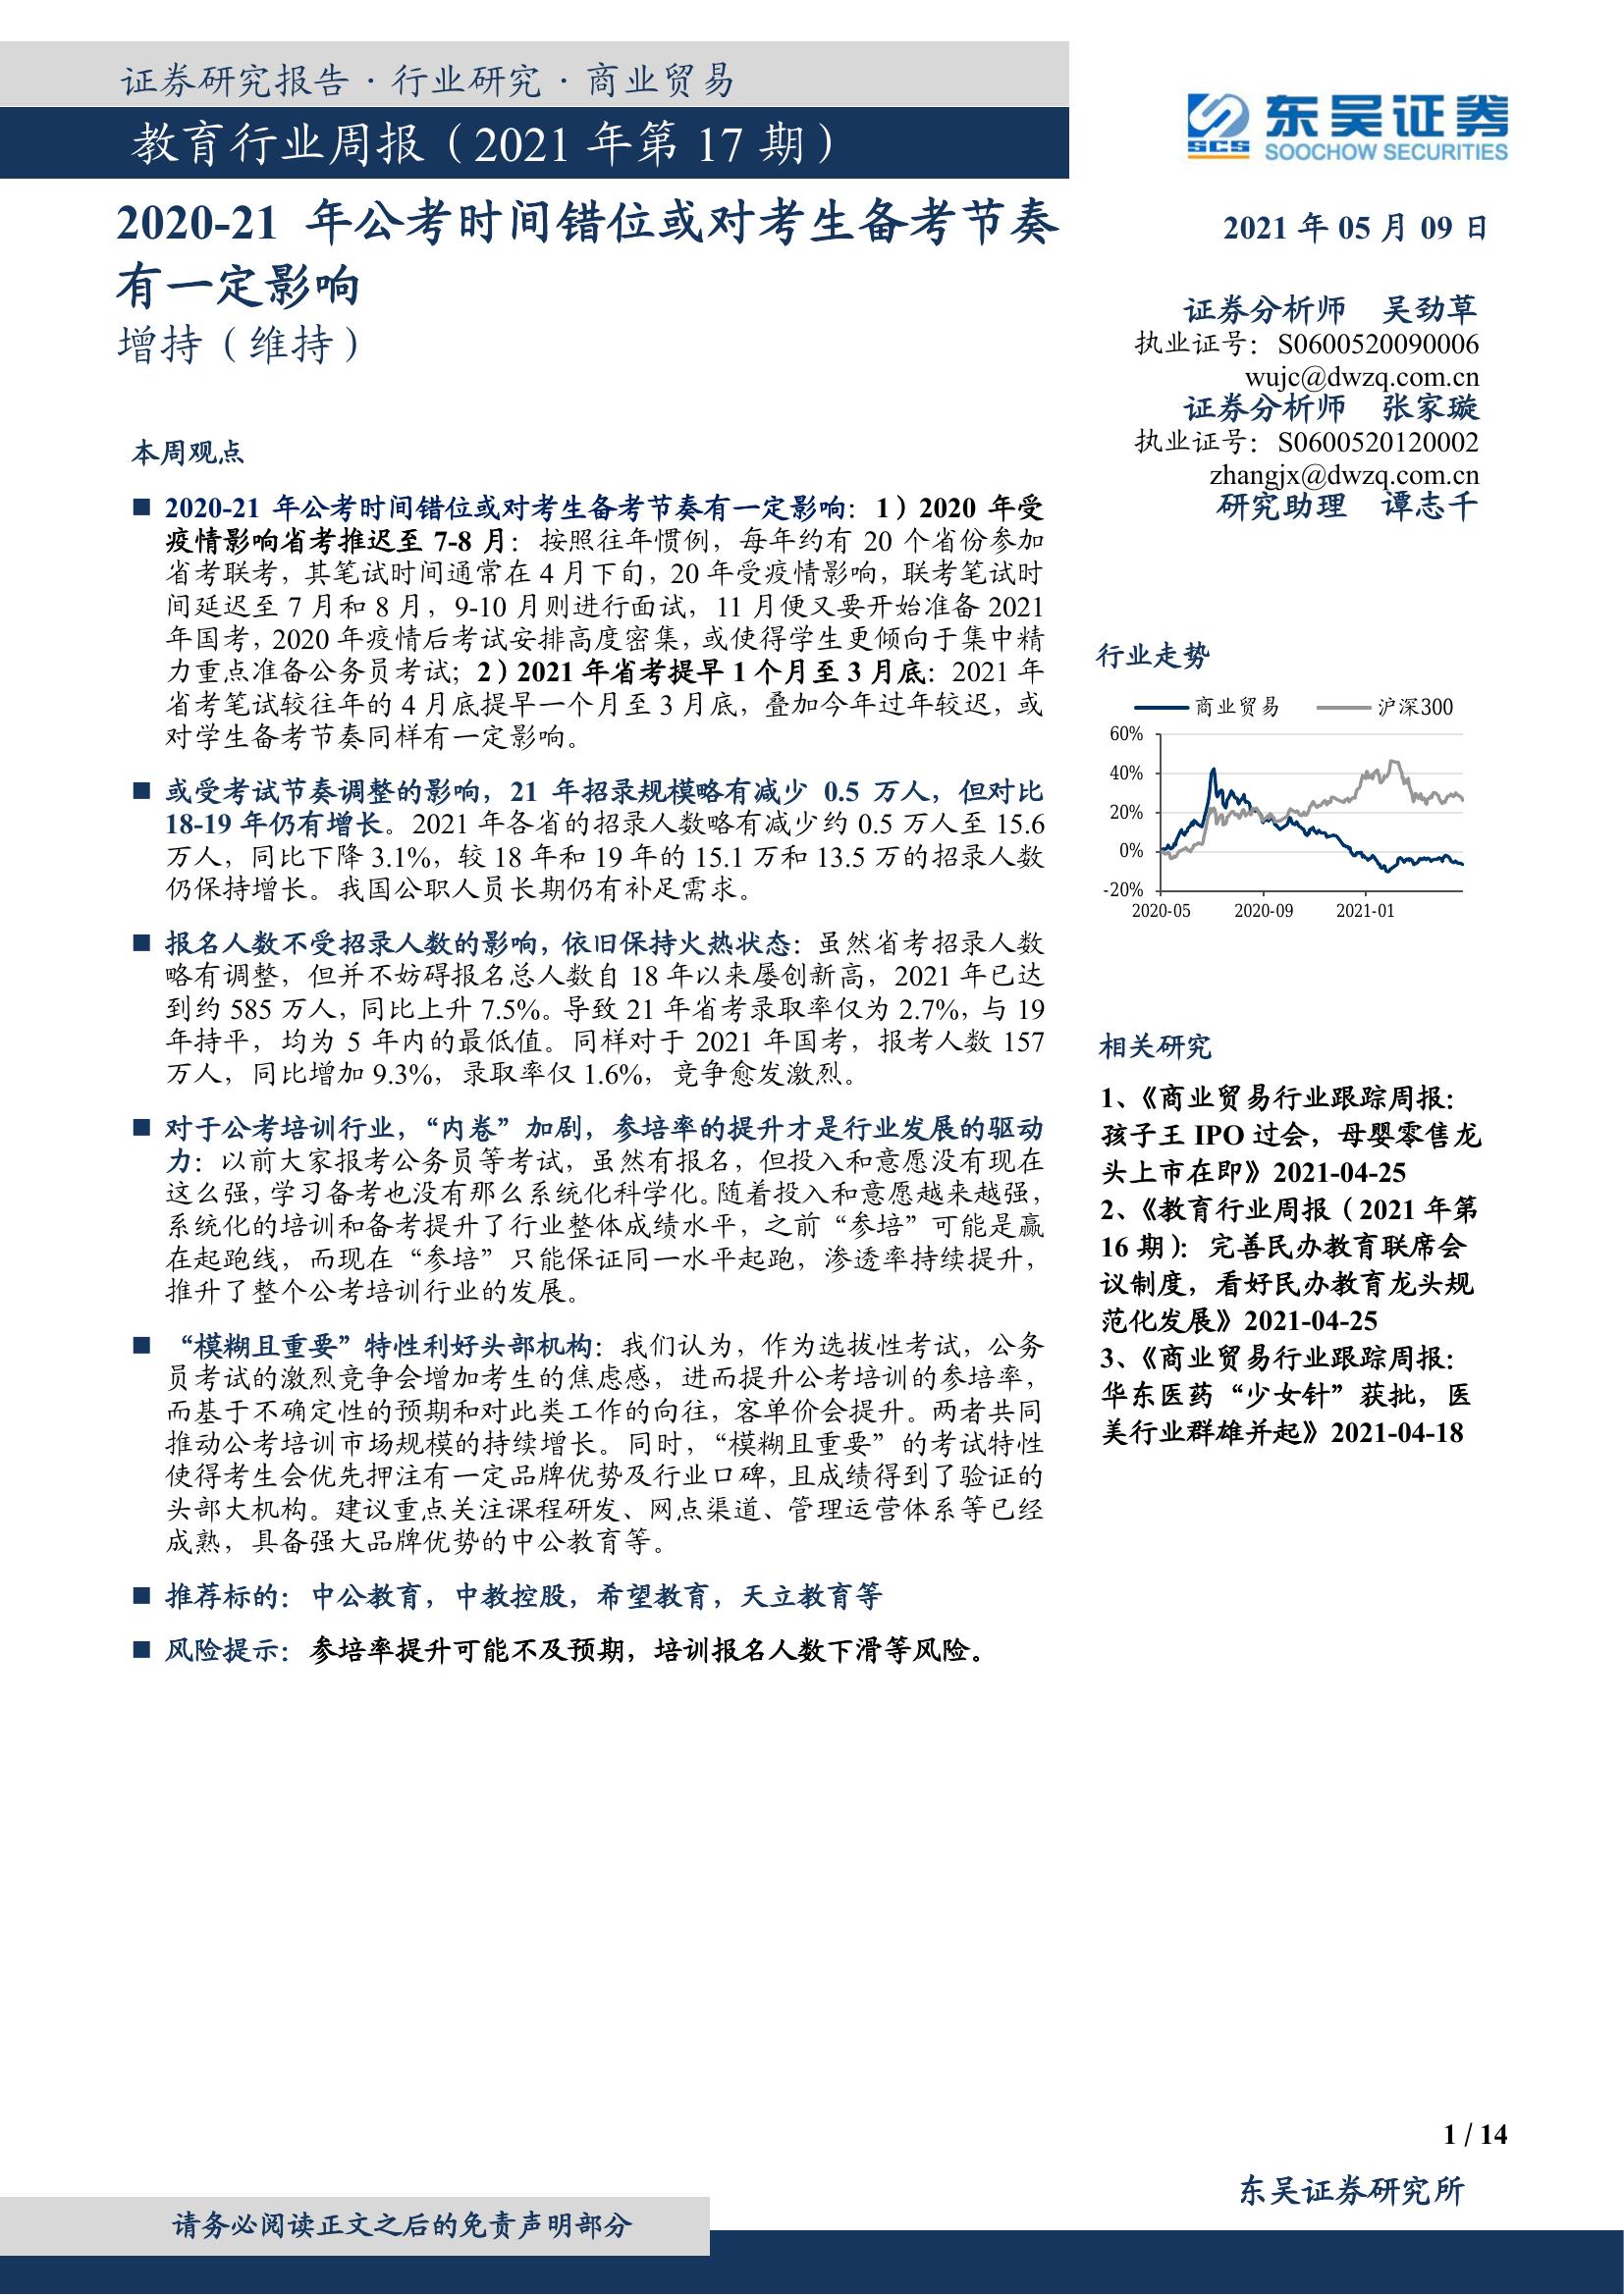 证券研究报告·行业研究·商业贸易
教育行业周报（2021 年第 17 期）
东吴证券
SCS
SOOCHOW SECURITIES
2020-21 年公考时间错位或对考生备考节奏
有一定影响
增持（维持）
2021 年 05 月 09 日
证券分析师 吴劲草
执业证号：S0600520090006
wujc@dwzq.com.cn
证券分析师 张家璇
执业证号：S0600520120002
zhangjx@dwzq.com.cn
研究助理 谭志千
本周观点
■ 2020-21 年公考时间错位或对考生备考节奏有一定影响：1）2020 年受
疫情影响省考推迟至 7-8 月：按照往年惯例，每年约有 20 个省份参加
省考联考，其笔试时间通常在 4 月下旬，20 年受疫情影响，联考笔试时
间延迟至 7 月和 8 月，9-10 月则进行面试，11 月便又要开始准备 2021
年国考，2020 年疫情后考试安排高度密集，或使得学生更倾向于集中精
力重点准备公务员考试；2）2021 年省考提早 1 个月至 3 月底：2021 年
省考笔试较往年的 4 月底提早一个月至 3 月底，叠加今年过年较迟，或
对学生备考节奏同样有一定影响。
■ 或受考试节奏调整的影响，21 年招录规模略有减少 0.5 万人，但对比
18-19 年仍有增长。2021 年各省的招录人数略有减少约 0.5 万人至 15.6
万人，同比下降 3.1%，较 18 年和 19 年的 15.1 万和 13.5 万的招录人数
仍保持增长。我国公职人员长期仍有补足需求。
■ 报名人数不受招录人数的影响，依旧保持火热状态：虽然省考招录人数
略有调整，但并不妨碍报名总人数自 18 年以来屡创新高，2021 年已达
到约 585 万人，同比上升 7.5%。导致 21 年省考录取率仅为 2.7%，与 19
年持平，均为 5 年内的最低值。同样对于 2021 年国考，报考人数 157
万人，同比增加 9.3%，录取率仅 1.6%，竞争愈发激烈。
■ 对于公考培训行业，“内卷”加剧，参培率的提升才是行业发展的驱动
力：以前大家报考公务员等考试，虽然有报名，但投入和意愿没有现在
这么强，学习备考也没有那么系统化科学化。随着投入和意愿越来越强，
系统化的培训和备考提升了行业整体成绩水平，之前“参培”可能是赢
在起跑线，而现在“参培”只能保证同一水平起跑，渗透率持续提升，
推升了整个公考培训行业的发展。
■ “模糊且重要”特性利好头部机构：我们认为，作为选拔性考试，公务
员考试的激烈竞争会增加考生的焦虑感，进而提升公考培训的参培率，
而基于不确定性的预期和对此类工作的向往，客单价会提升。两者共同
推动公考培训市场规模的持续增长。同时，“模糊且重要”的考试特性
使得考生会优先押注有一定品牌优势及行业口碑，且成绩得到了验证的
头部大机构。建议重点关注课程研发、网点渠道、管理运营体系等已经
成熟，具备强大品牌优势的中公教育等。
■ 推荐标的：中公教育，中教控股，希望教育，天立教育等
■ 风险提示：参培率提升可能不及预期，培训报名人数下滑等风险。
行业走势
商业贸易 沪深300
60%
40%
20%
0%
-20%
2020-05 2020-09 2021-01
相关研究
1、《商业贸易行业跟踪周报：
孩子王 IPO 过会，母婴零售龙
头上市在即》2021-04-25
2、《教育行业周报（2021 年第
16 期）：完善民办教育联席会
议制度，看好民办教育龙头规
范化发展》2021-04-25
3、《商业贸易行业跟踪周报：
华东医药“少女针”获批，医
美行业群雄并起》2021-04-18
1 / 14
东吴证券研究所
请务必阅读正文之后的免责声明部分